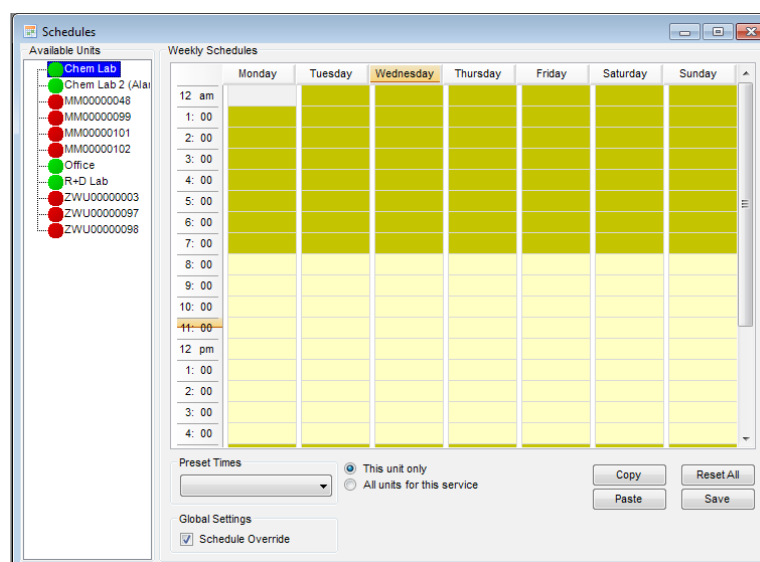 Schedules
Available Units
Chem Lab
Chem Lab 2 (Alar
MM00000048
MM00000099
MM00000101
MM00000102
Office
R+D Lab
ZWU00000003
ZWU00000097
ZWU00000098
Weekly Schedules
Monday Tuesday Wednesday Thursday Friday Saturday Sunday
12 am
1: 00
2: 00
3: 00
4: 00
5: 00
6: 00
7: 00
8: 00
9: 00
10: 00
11: 00
12 pm
1: 00
2: 00
3: 00
4: 00
Preset Times
This unit only
All units for this service
Copy Reset All
Paste Save
Global Settings
Schedule Override